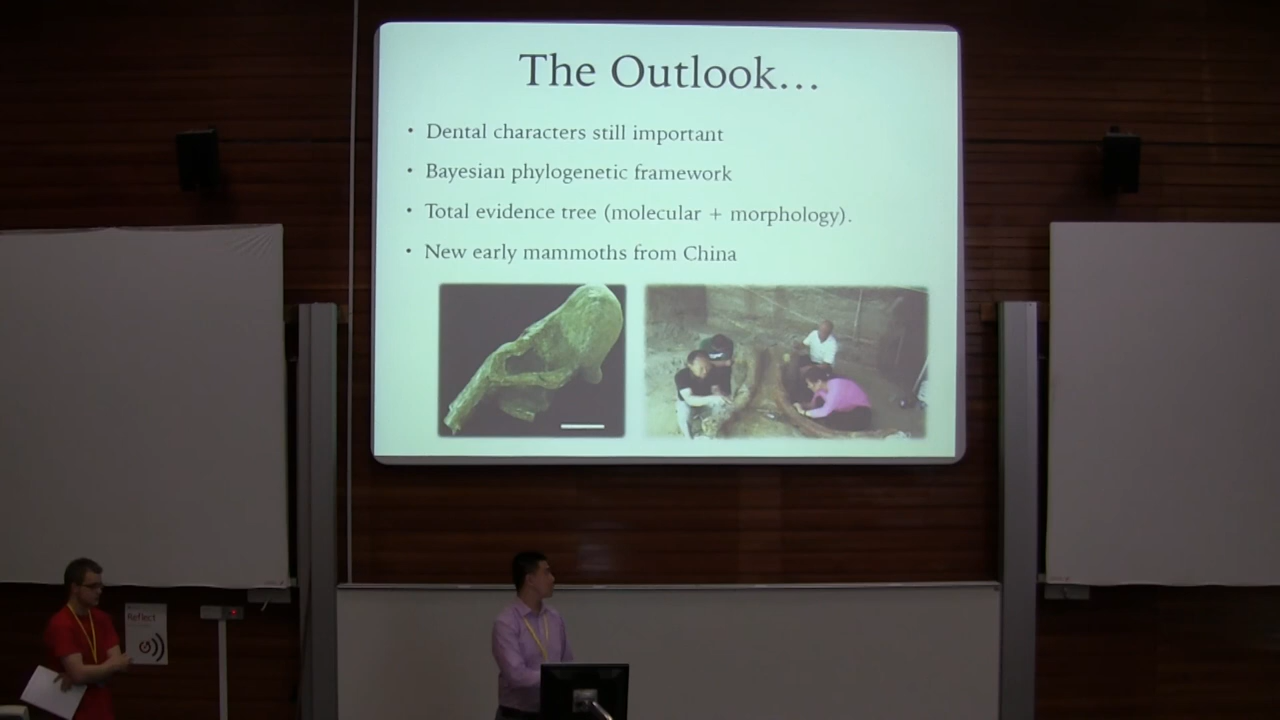 The Outlook...
• Dental characters still important
• Bayesian phylogenetic framework
• Total evidence tree (molecular + morphology).
• New early mammoths from China
Reflect